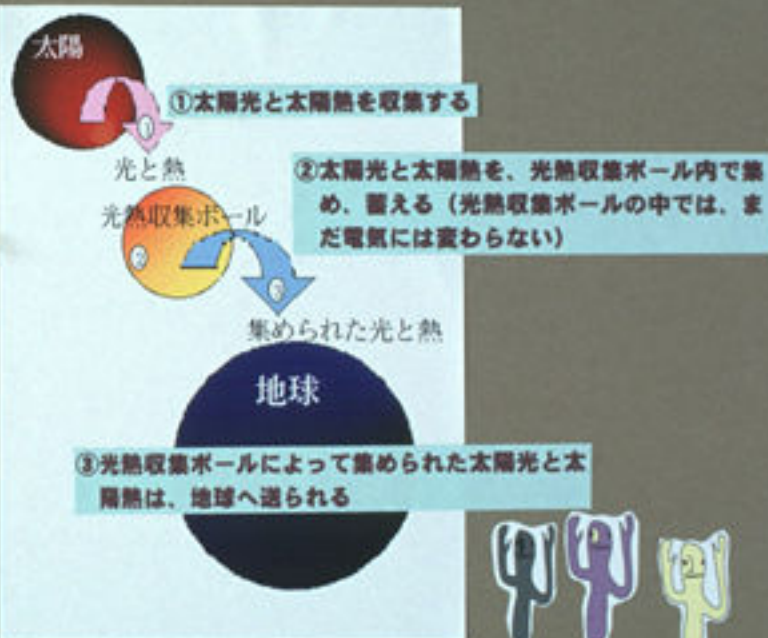 太陽
①太陽光と太陽熱を収集する
①
光と熱
②太陽光と太陽熱を、光熱収集ボール内で集
め、蓄える（光熱収集ボールの中では、ま
だ電気には変わらない）
光熱収集ボール
②
③
集められた光と熱
地球
③光熱収集ボールによって集められた太陽光と太
陽熱は、地球へ送られる